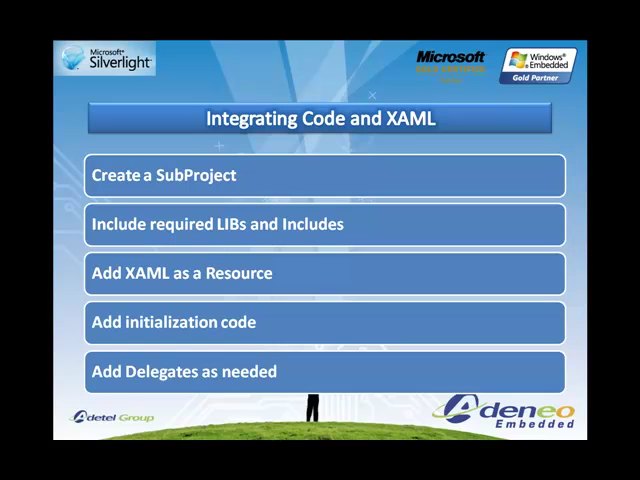 Microsoft®
Silverlight™
Microsoft
Windows®
Embedded
Gold Partner
Integrating Code and XAML
Create a SubProject
Include required LIBs and Includes
Add XAML as a Resource
Add initialization code
Add Delegates as needed
Adetel Group
Adeneo
Embedded